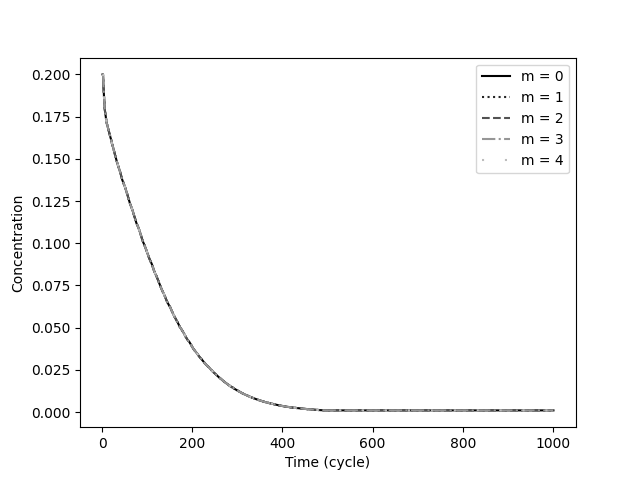 0.200
0.175
0.150
0.125
0.100
0.075
0.050
0.025
0.000
Concentration
0 200 400 600 800 1000
Time (cycle)
m = 0
m = 1
m = 2
m = 3
m = 4